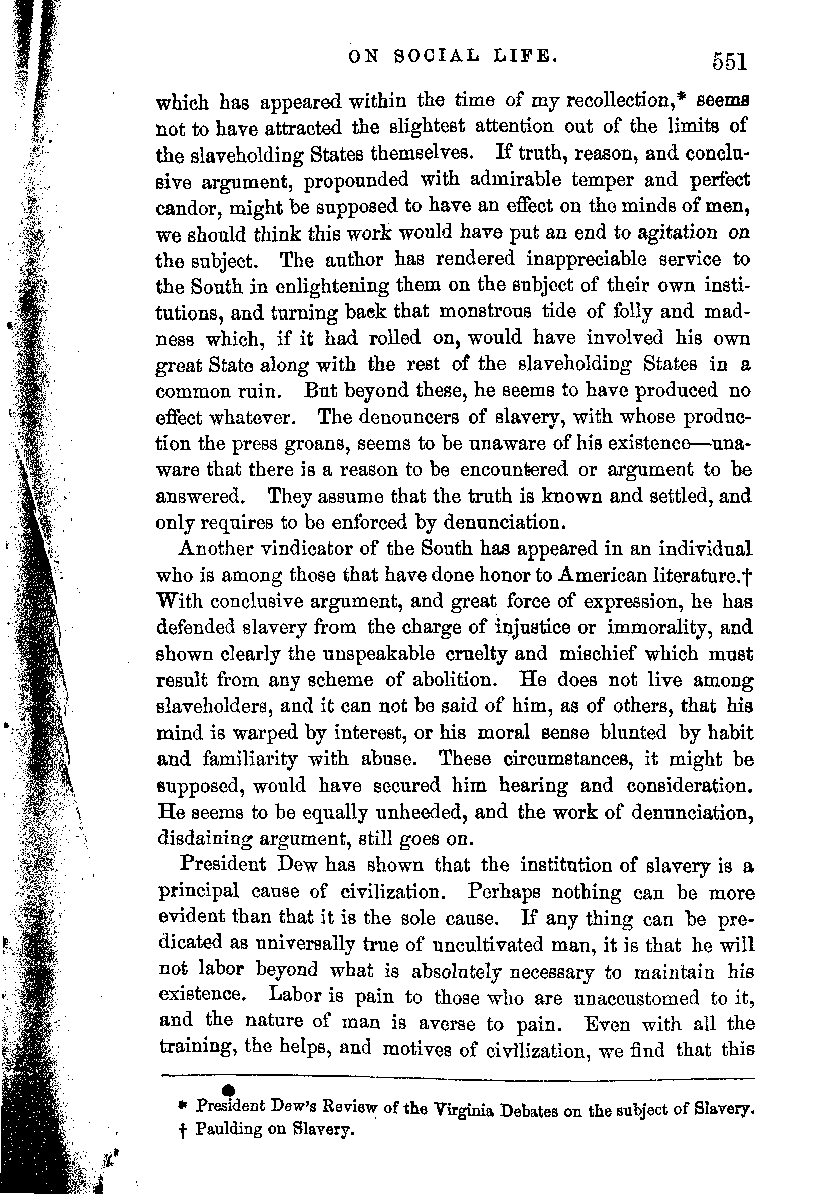 ON SOCIAL LIFE. 551
which has appeared within the time of my recollection,* seems
not to have attracted the slightest attention out of the limits of
the slaveholding States themselves. If truth, reason, and conclu-
sive argument, propounded with admirable temper and perfect
candor, might be supposed to have an effect on the minds of men,
we should think this work would have put an end to agitation on
the subject. The author has rendered inappreciable service to
the South in enlightening them on the subject of their own insti-
tutions, and turning back that monstrous tide of folly and mad-
ness which, if it had rolled on, would have involved his own
great State along with the rest of the slaveholding States in a
common ruin. But beyond these, he seems to have produced no
effect whatever. The denouncers of slavery, with whose produc-
tion the press groans, seems to be unaware of his existence—una-
ware that there is a reason to be encountered or argument to be
answered. They assume that the truth is known and settled, and
only requires to be enforced by denunciation.
Another vindicator of the South has appeared in an individual
who is among those that have done honor to American literature.†
With conclusive argument, and great force of expression, he has
defended slavery from the charge of injustice or immorality, and
shown clearly the unspeakable cruelty and mischief which must
result from any scheme of abolition. He does not live among
slaveholders, and it can not be said of him, as of others, that his
mind is warped by interest, or his moral sense blunted by habit
and familiarity with abuse. These circumstances, it might be
supposed, would have secured him hearing and consideration.
He seems to be equally unheeded, and the work of denunciation,
disdaining argument, still goes on.
President Dew has shown that the institution of slavery is a
principal cause of civilization. Perhaps nothing can be more
evident than that it is the sole cause. If any thing can be pre-
dicated as universally true of uncultivated man, it is that he will
not labor beyond what is absolutely necessary to maintain his
existence. Labor is pain to those who are unaccustomed to it,
and the nature of man is averse to pain. Even with all the
training, the helps, and motives of civilization, we find that this
* President Dew's Review of the Virginia Debates on the subject of Slavery.
† Paulding on Slavery.